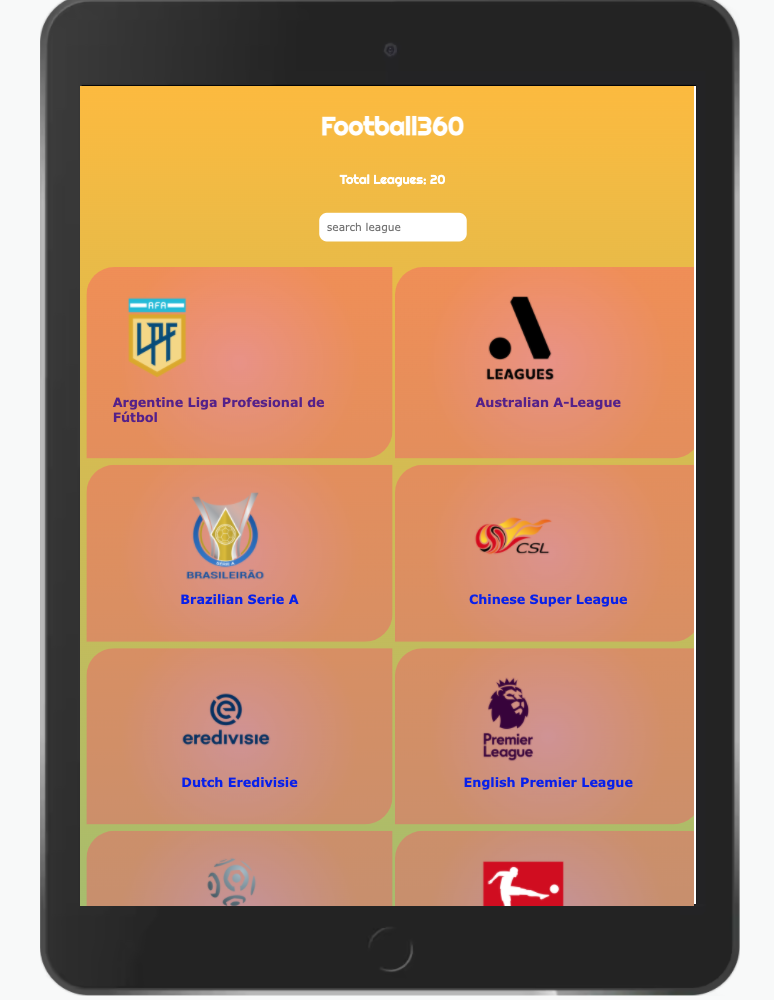 Football360
Total Leagues; 20
search league
AFA
LPF
LEAGUES
Argentine Liga Profesional de
Fútbol
Australian A-League
SERIE A
BRASILEIRÃO
CSL
Brazilian Serie A
Chinese Super League
e
eredivisie
Premier
League
Dutch Eredivisie
English Premier League